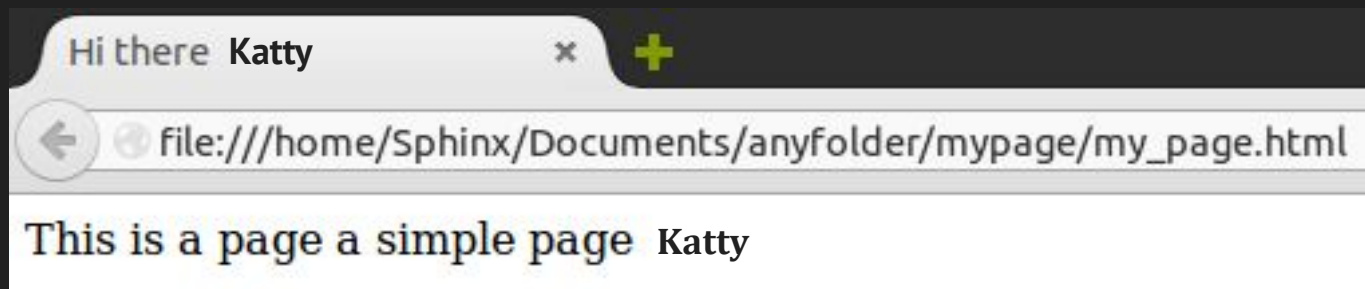 Hi there Katty
file:///home/Sphinx/Documents/anyfolder/mypage/my_page.html
This is a page a simple page Katty